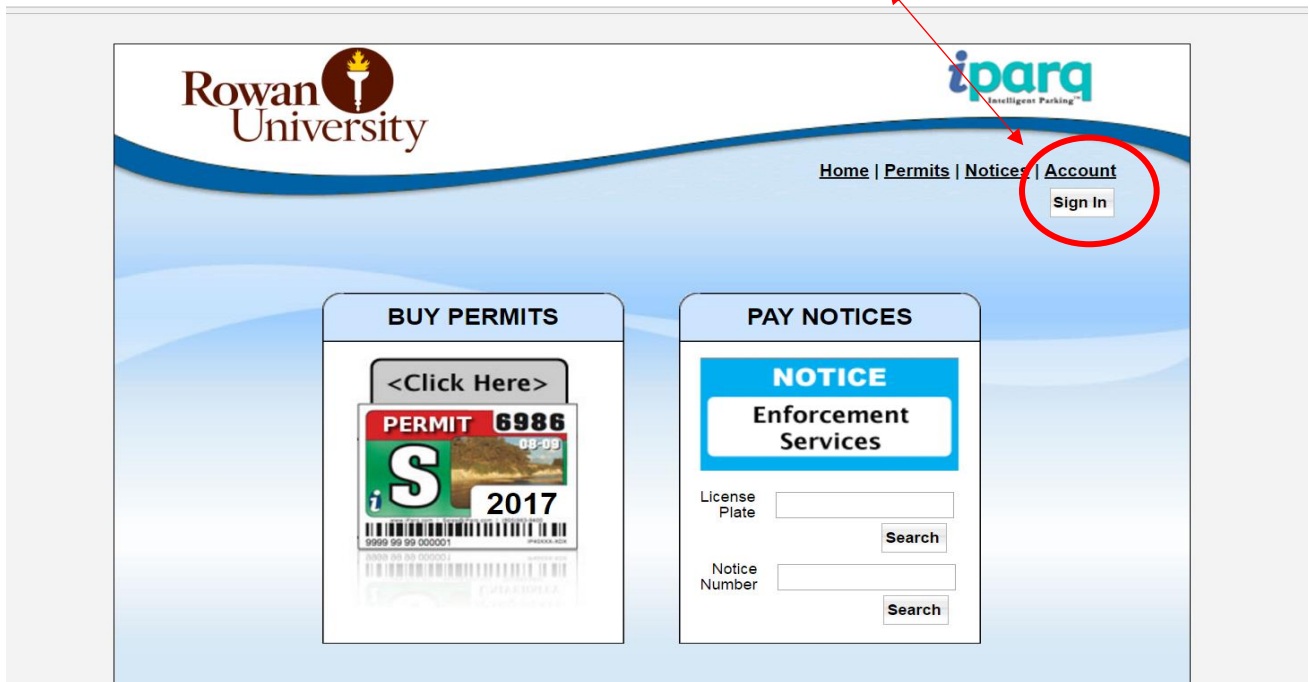 Rowan
University
iparq
Intelligent Parking™
Home | Permits | Notices | Account
Sign In
BUY PERMITS
<Click Here>
PERMIT 6986
08-09
S
i
2017
9999 99 99 000001
PAY NOTICES
NOTICE
Enforcement
Services
License
Plate
Search
Notice
Number
Search